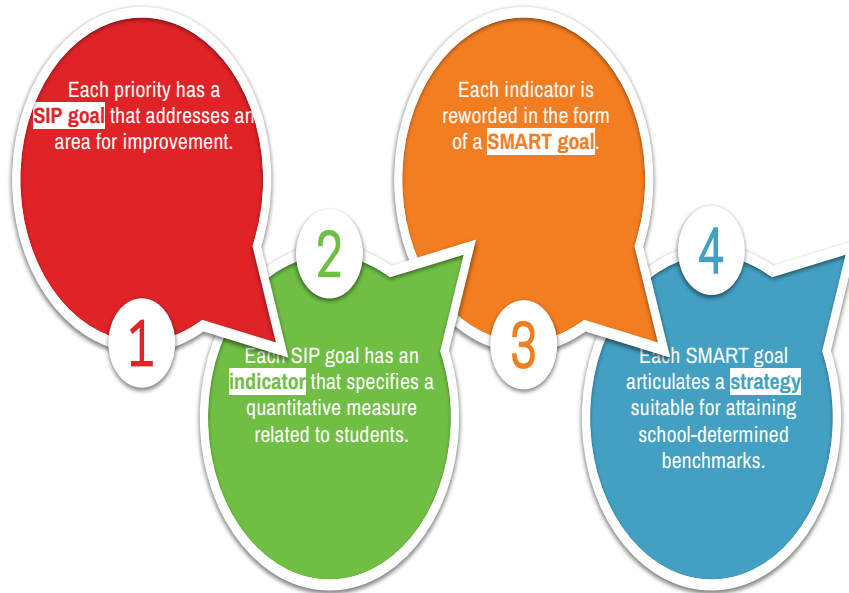 Each priority has a
SIP goal that addresses an
area for improvement.
1
2
Each SIP goal has an
indicator that specifies a
quantitative measure
related to students.
Each indicator is
reworded in the form
of a SMART goal.
3
4
Each SMART goal
articulates a strategy
suitable for attaining
school-determined
benchmarks.